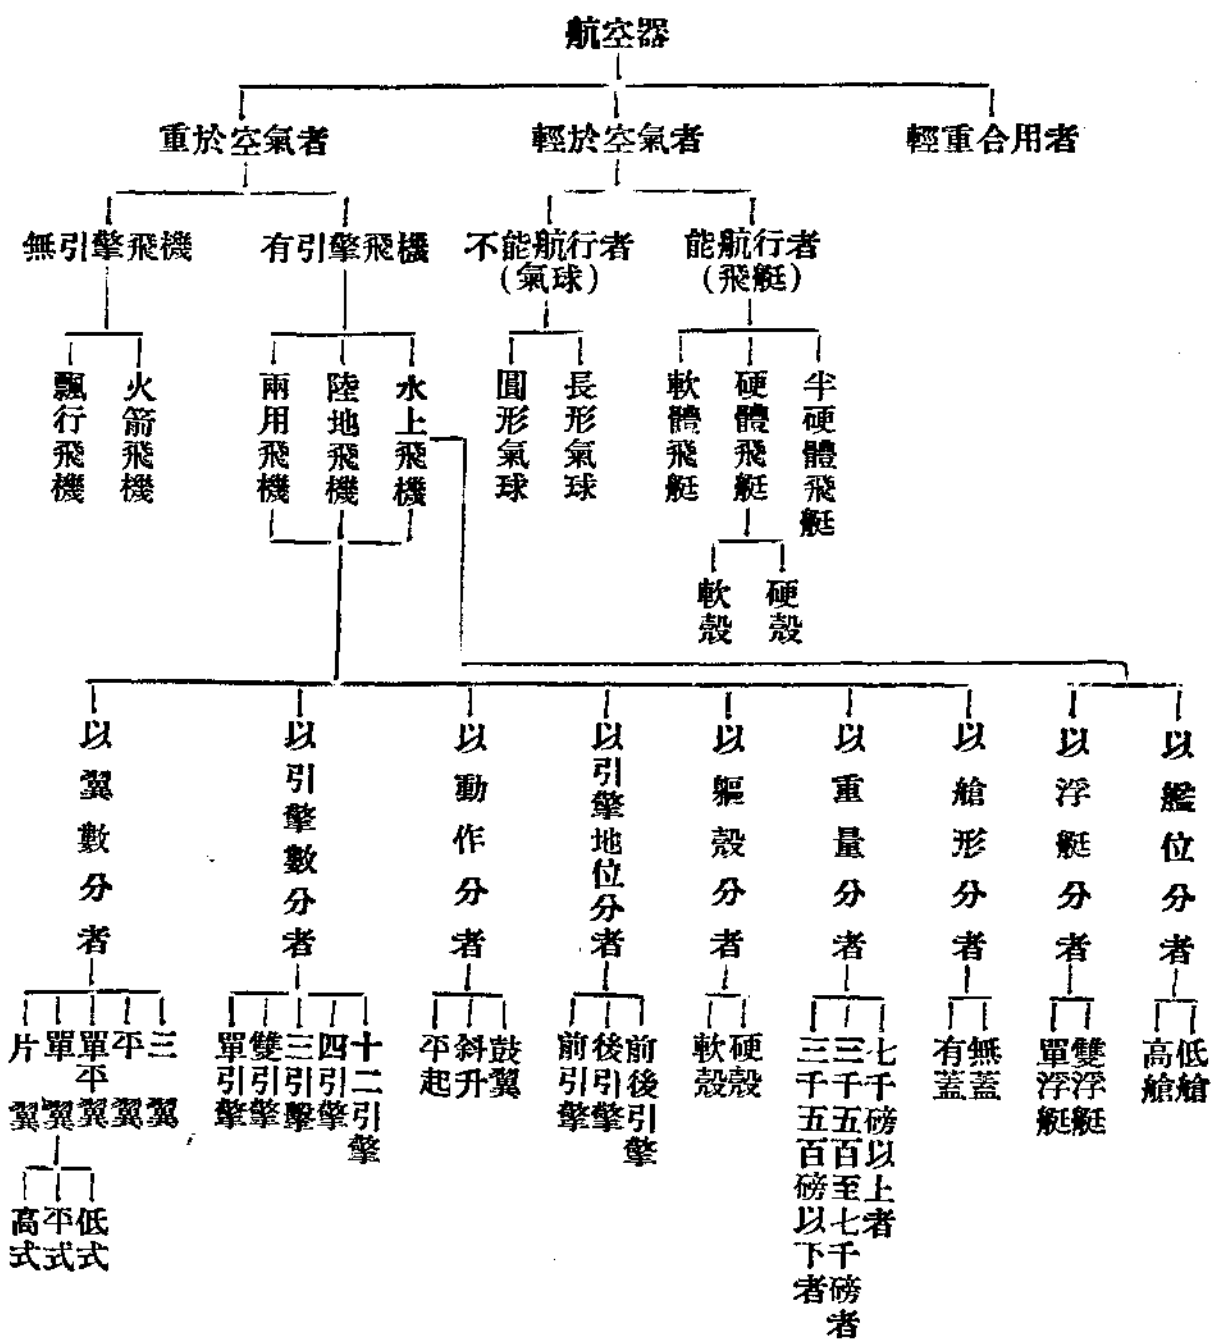 航空器
重於空氣者
輕於空氣者
輕重合用者
無引擎飛機
有引擎飛機
不能航行者
(氣球)
能航行者
(飛艇)
飄行飛機
火箭飛機
兩用飛機
陸地飛機
水上飛機
圓形氣球
長形氣球
軟體飛艇
硬體飛艇
半硬體飛艇
軟殼
硬殼
以翼數分者
以引擎數分者
以動作分者
以引擎地位分者
以軀殼分者
以重量分者
以艙形分者
以浮艇分者
以艦位分者
片翼
單翼
單平翼
平翼
三翼
單引擎
雙引擎
三引擊
四引擎
十二引擎
平起
斜升
鼓翼
前引擎
後引擎
前後引擎
軟殼
硬殼
三千五百磅以下者
三千五百至七千磅者
七千磅以上者
有蓋
無蓋
單浮艇
雙浮艇
高艙
低艙
高式
平式
低式